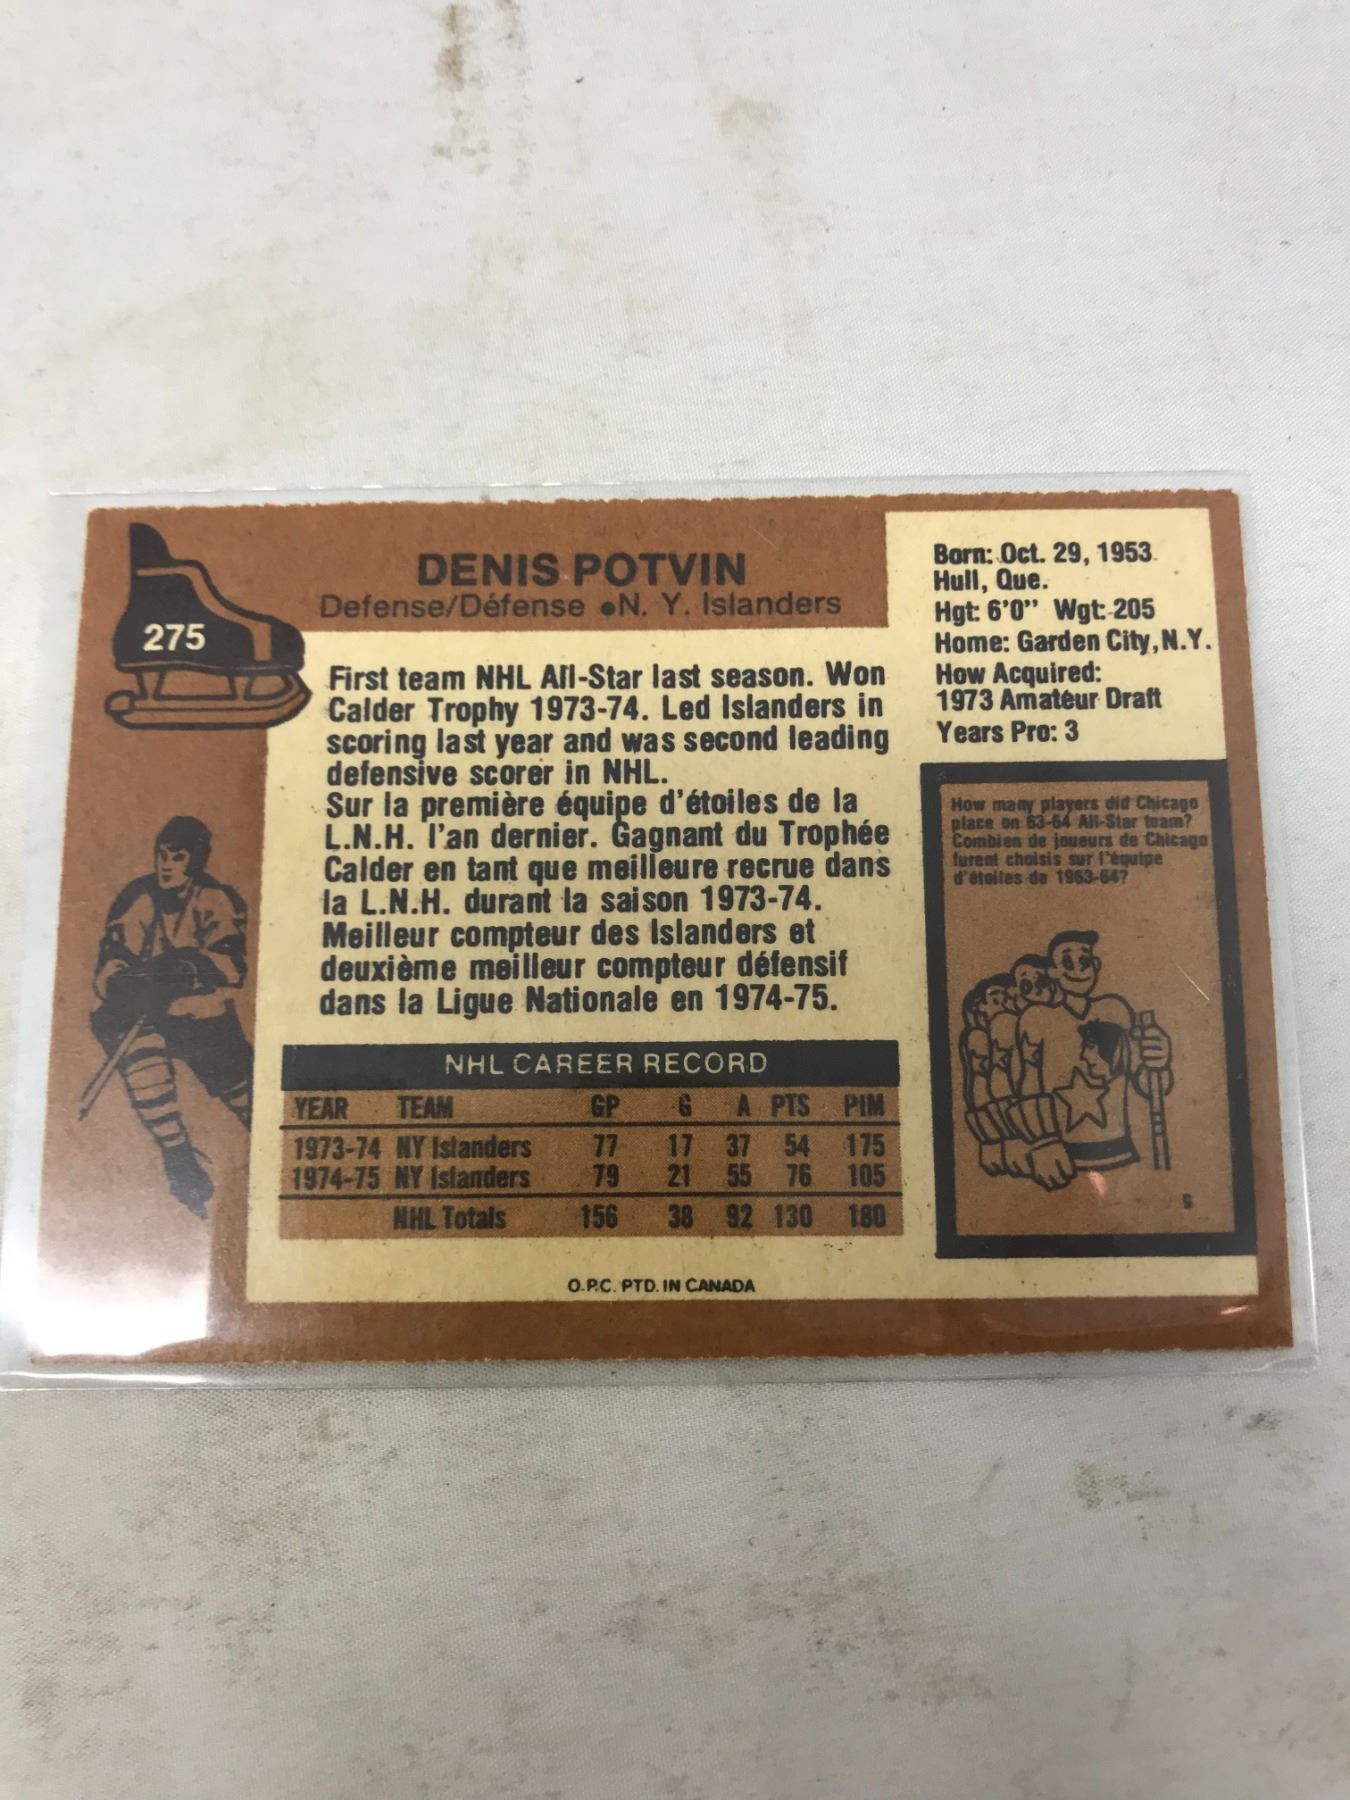 275
DENIS POTVIN
Defense/Défense ●N. Y. Islanders
First team NHL All-Star last season. Won
Calder Trophy 1973-74. Led Islanders in
scoring last year and was second leading
defensive scorer in NHL.
Sur la première équipe d'étoiles de la
L.N.H. l'an dernier. Gagnant du Trophée
Calder en tant que meilleure recrue dans
la L.N.H. durant la saison 1973-74.
Meilleur compteur des Islanders et
deuxième meilleur compteur défensif
dans la Ligue Nationale en 1974-75.
NHL CAREER RECORD
YEAR TEAM GP G A PTS PIM
1973-74 NY Islanders 77 17 37 54 175
1974-75 NY Islanders 79 21 55 76 105
NHL Totals 156 38 92 130 180
O.P.C. PTD. IN CANADA
Born: Oct. 29, 1953
Hull, Que.
Hgt: 6'0" Wgt: 205
Home: Garden City, N.Y.
How Acquired:
1973 Amateur Draft
Years Pro: 3
How many players did Chicago
place on 63-64 All-Star team?
Combien de joueurs de Chicago
furent choisis sur l'équipe
d'étoiles de 1963-64?